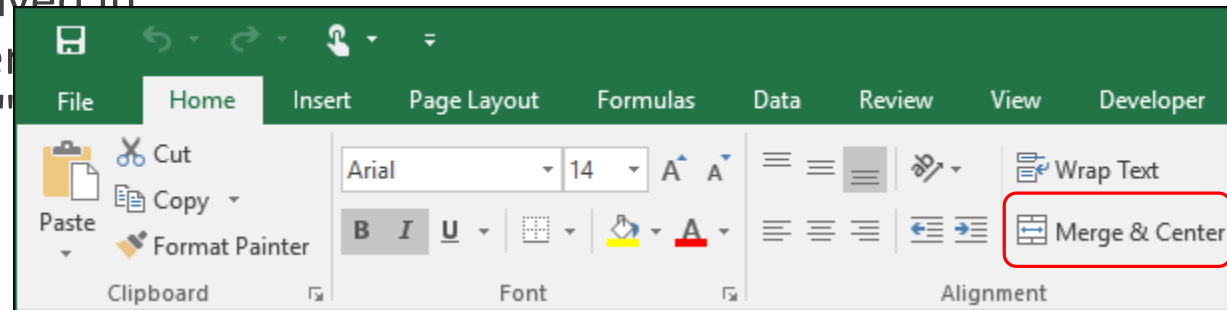 File Home Insert Page Layout Formulas Data Review View Developer
Cut
Arial 14 A A Wrap Text
Copy
Paste
B I U A Merge & Center
Format Painter
Clipboard Font Alignment